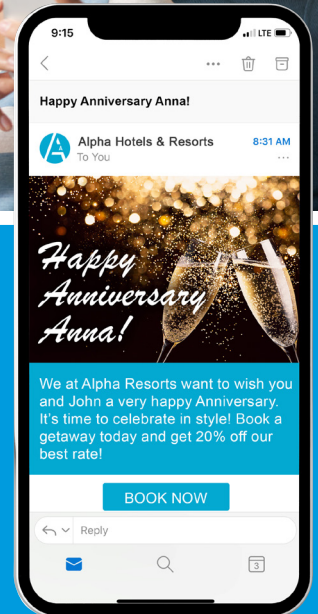 9:15
LTE
Happy Anniversary Anna!
Alpha Hotels & Resorts
8:31 AM
To You
Happy
Anniversary
Anna!
We at Alpha Resorts want to wish you
and John a very happy Anniversary.
It's time to celebrate in style! Book a
getaway today and get 20% off our
best rate!
BOOK NOW
Reply
3